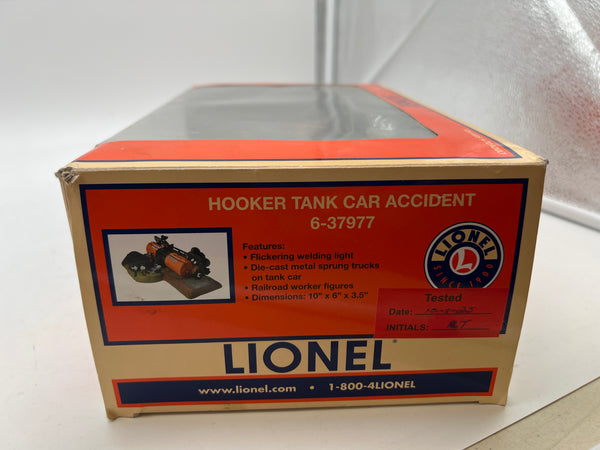 HOOKER TANK CAR ACCIDENT
6-37977
Features:
• Flickering welding light
• Die-cast metal sprung trucks
on tank car
• Railroad worker figures
• Dimensions: 10" x 6" x 3.5"
LIONEL
L
SINCE 1900
Tested
Date:
INITIALS:
LIONEL®
www.lionel.com • 1-800-4LIONEL